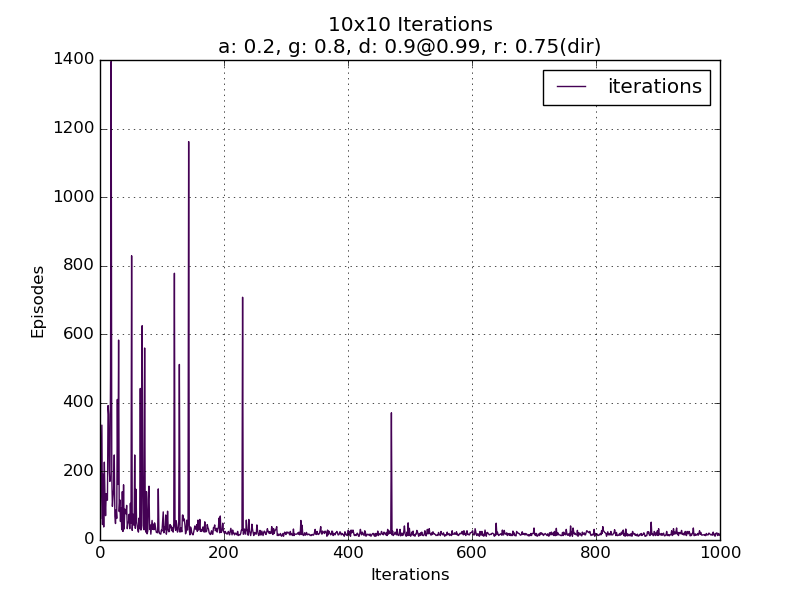 10x10 Iterations
a: 0.2, g: 0.8, d: 0.9@0.99, r: 0.75(dir)
iterations
1400
1200
1000
800
600
400
200
0
Episodes
0 200 400 600 800 1000
Iterations